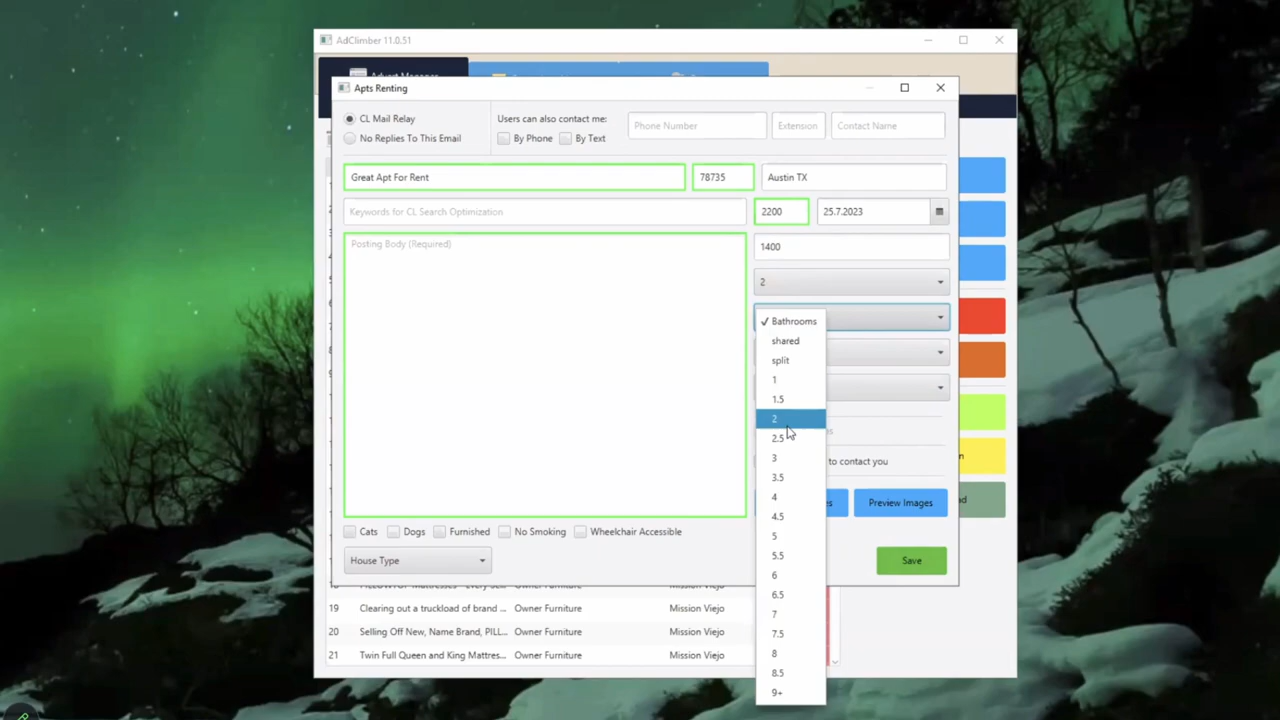 AdClimber 11.0.51
Apts Renting
CL Mail Relay
No Replies To This Email
Users can also contact me:
By Phone
By Text
Phone Number
Extension
Contact Name
Great Apt For Rent
78735
Austin TX
Keywords for CL Search Optimization
2200
25.7.2023
Posting Body (Required)
1400
2
✓ Bathrooms
shared
split
1
1.5
2
2.5
3
3.5
4
4.5
5
5.5
6
6.5
7
7.5
8
8.5
9+
to contact you
Preview Images
Cats
Dogs
Furnished
No Smoking
Wheelchair Accessible
House Type
Save
19 Clearing out a truckload of brand ... Owner Furniture Mission Viejo
20 Selling Off New, Name Brand, PILL... Owner Furniture Mission Viejo
21 Twin Full Queen and King Mattres... Owner Furniture Mission Viejo